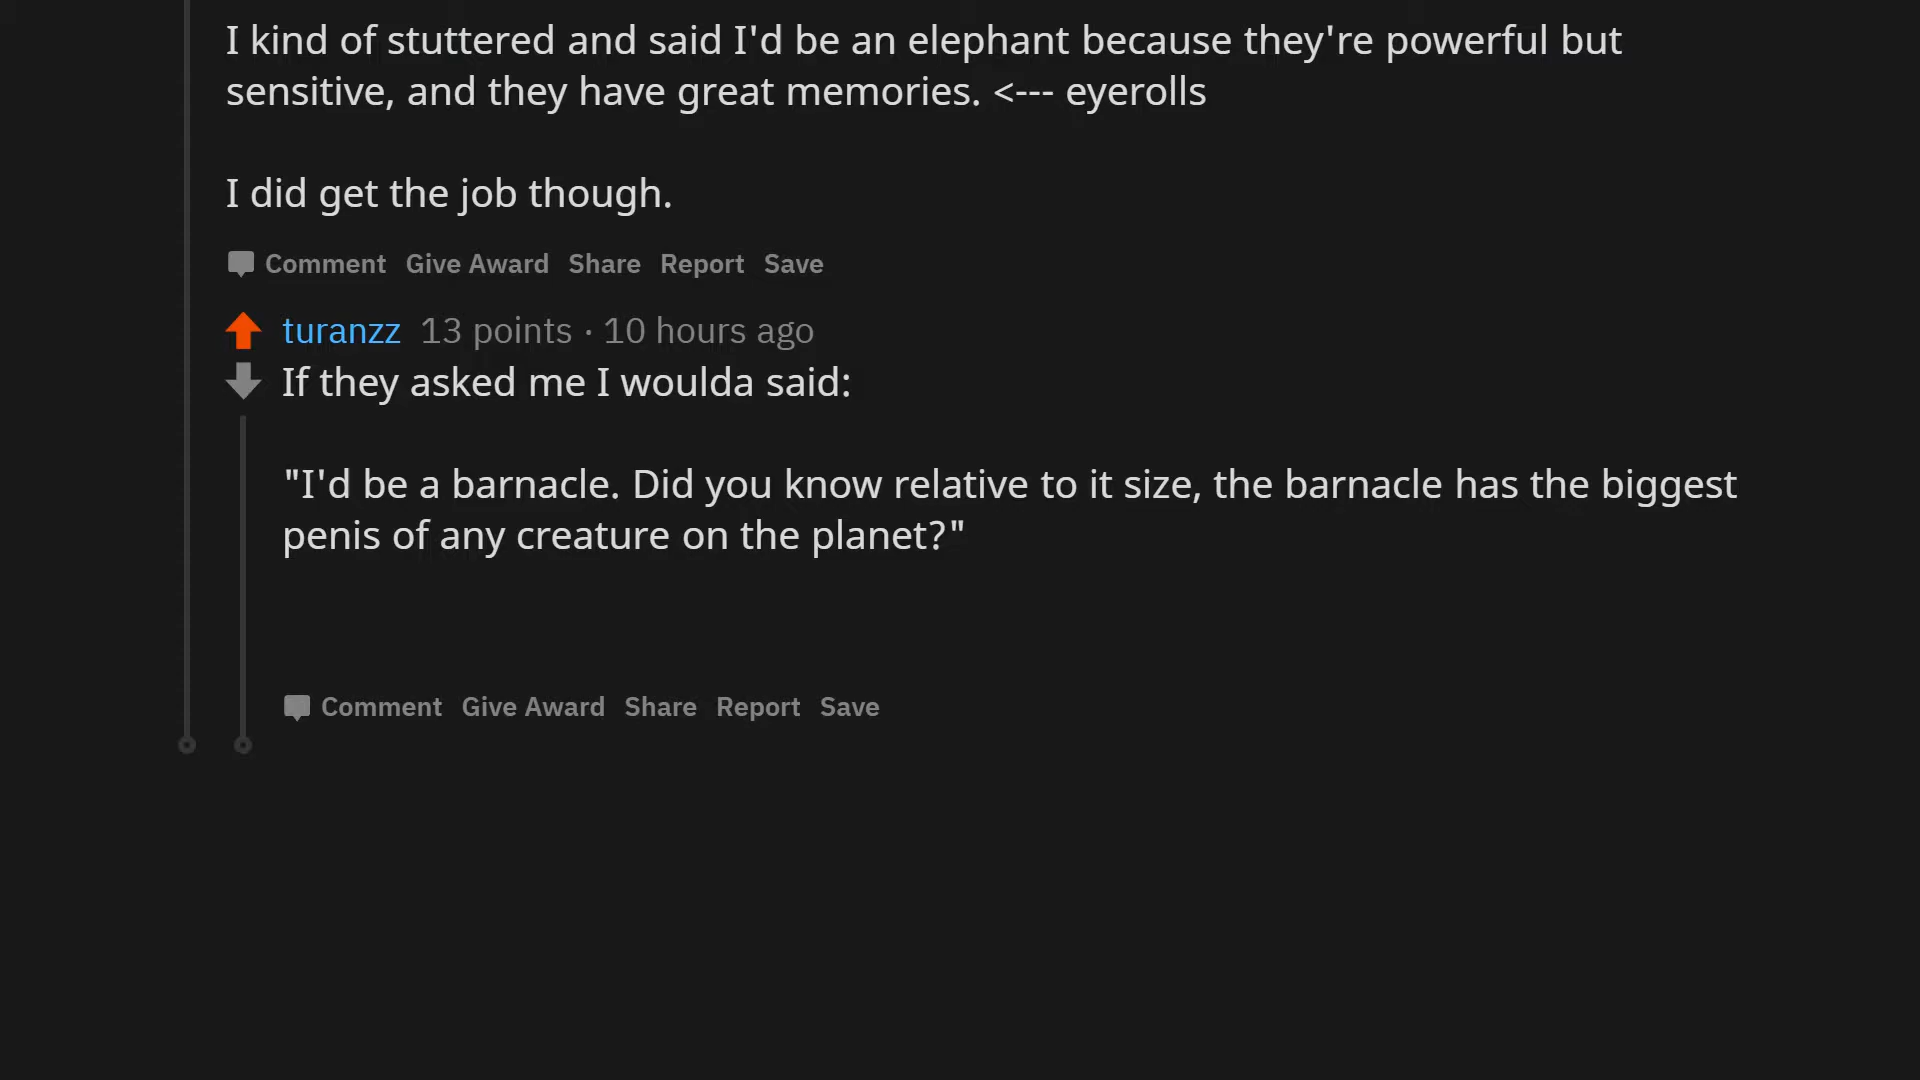 I kind of stuttered and said I'd be an elephant because they're powerful but
sensitive, and they have great memories. <--- eyerolls
I did get the job though.
Comment Give Award Share Report Save
turanzz 13 points · 10 hours ago
If they asked me I woulda said:
"I'd be a barnacle. Did you know relative to it size, the barnacle has the biggest
penis of any creature on the planet?"
Comment Give Award Share Report Save